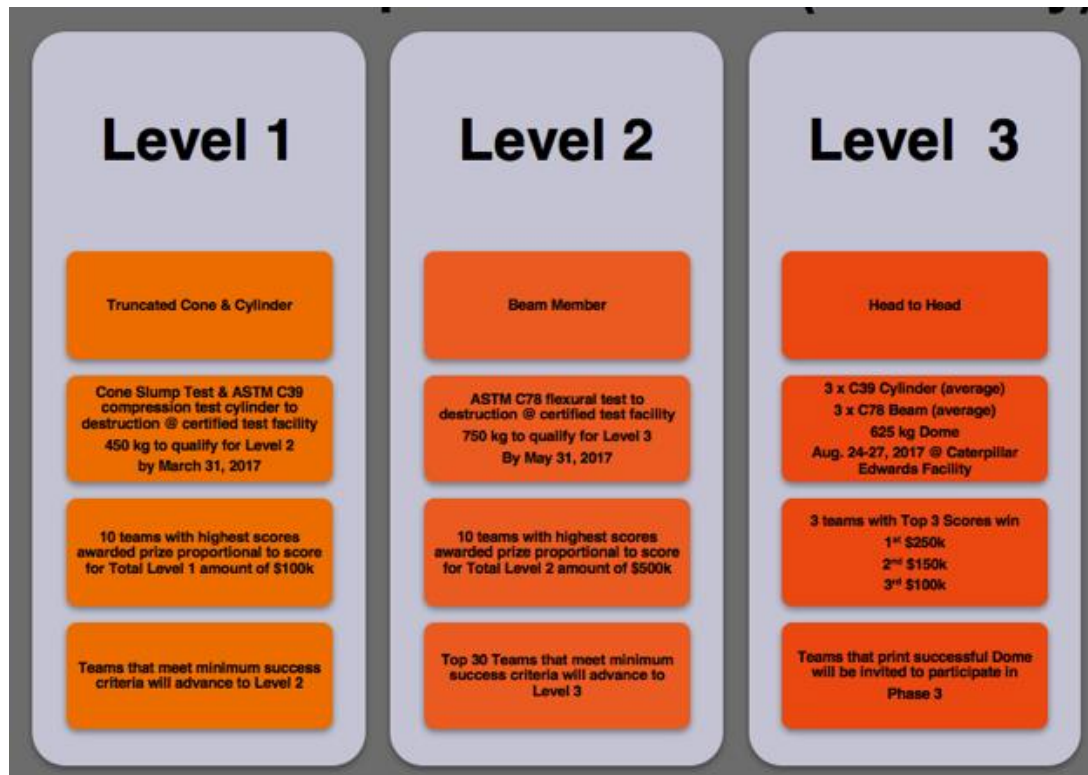 Level 1
Truncated Cone & Cylinder
Cone Slump Test & ASTM C39
compression test cylinder to
destruction @ certified test facility
450 kg to qualify for Level 2
by March 31, 2017
10 teams with highest scores
awarded prize proportional to score
for Total Level 1 amount of $100k
Teams that meet minimum success
criteria will advance to Level 2
Level 2
Beam Member
ASTM C78 flexural test to
destruction @ certified test facility
750 kg to qualify for Level 3
By May 31, 2017
10 teams with highest scores
awarded prize proportional to score
for Total Level 2 amount of $500k
Top 30 Teams that meet minimum
success criteria will advance to
Level 3
Level 3
Head to Head
3 x C39 Cylinder (average)
3 x C78 Beam (average)
625 kg Dome
Aug. 24-27, 2017 @ Caterpillar
Edwards Facility
3 teams with Top 3 Scores win
1st $250k
2nd $150k
3rd $100k
Teams that print successful Dome
will be invited to participate in
Phase 3